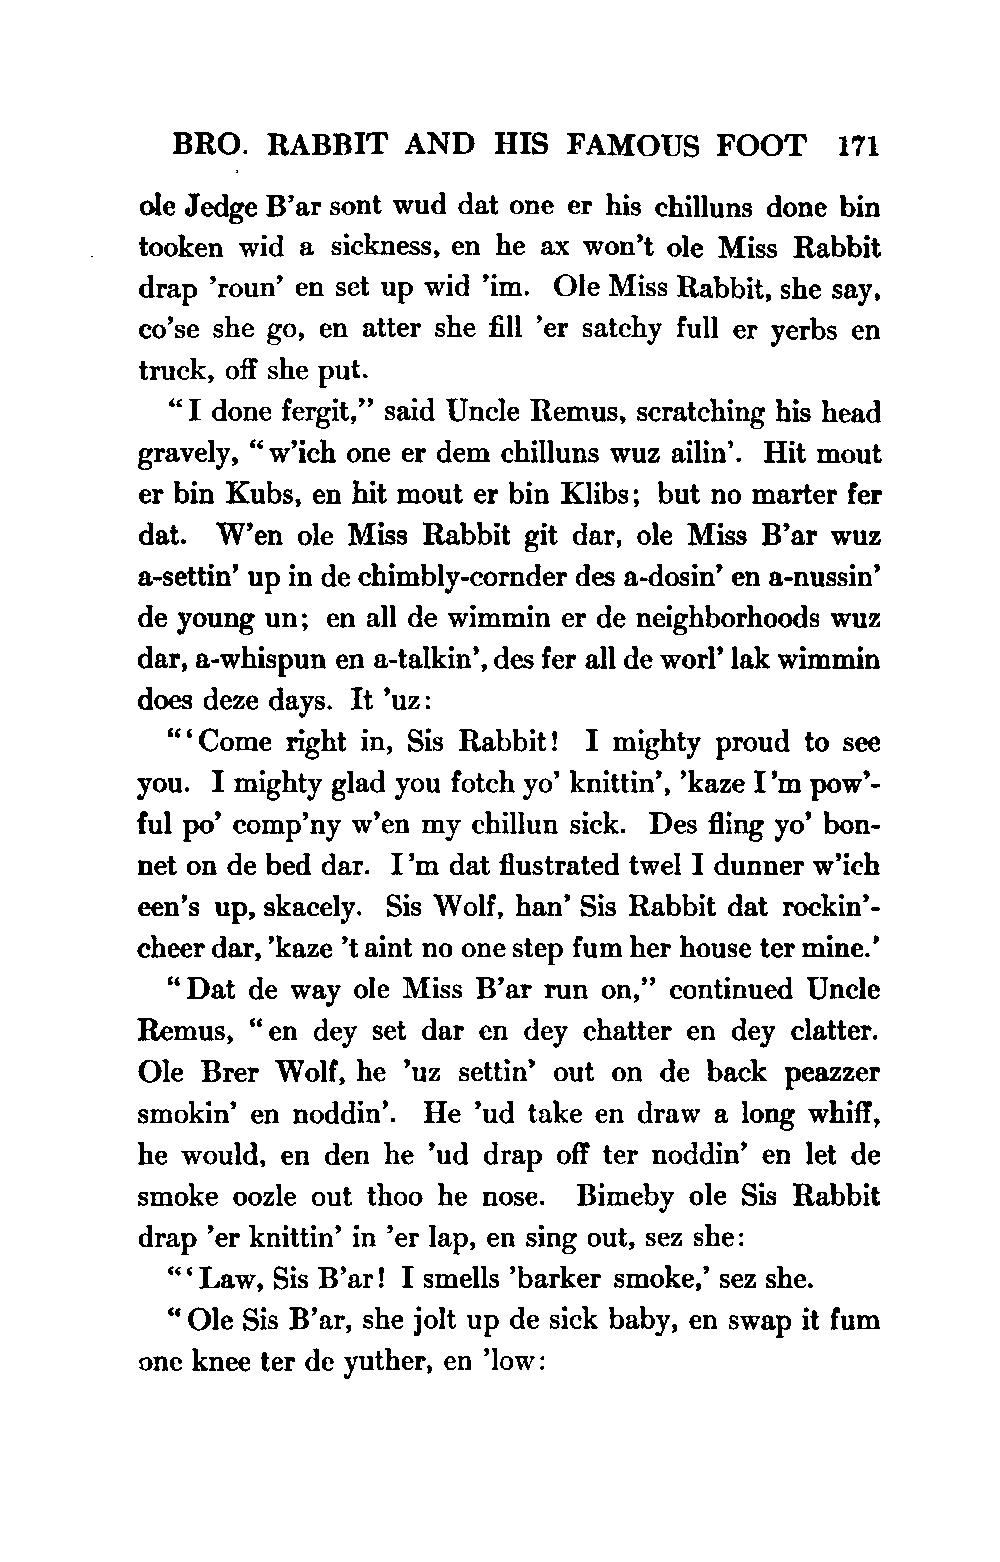 BRO. RABBIT AND HIS FAMOUS FOOT 171
ole Jedge B'ar sont wud dat one er his chilluns done bin
tooken wid a sickness, en he ax won't ole Miss Rabbit
drap 'roun' en set up wid 'im. Ole Miss Rabbit, she say,
co'se she go, en atter she fill 'er satchy full er yerbs en
truck, off she put.
"I done fergit," said Uncle Remus, scratching his head
gravely, "w'ich one er dem chilluns wuz ailin'. Hit mout
er bin Kubs, en hit mout er bin Klibs; but no marter fer
dat. W'en ole Miss Rabbit git dar, ole Miss B'ar wuz
a-settin' up in de chimbly-cornder des a-dosin' en a-nussin'
de young un; en all de wimmin er de neighborhoods wuz
dar, a-whispun en a-talkin', des fer all de worl' lak wimmin
does deze days. It 'uz:
"'Come right in, Sis Rabbit! I mighty proud to see
you. I mighty glad you fotch yo' knittin', 'kaze I'm pow'-
ful po' comp'ny w'en my chillun sick. Des fling yo' bon-
net on de bed dar. I'm dat flustrated twel I dunner w'ich
een's up, skacely. Sis Wolf, han' Sis Rabbit dat rockin'-
cheer dar, 'kaze 't aint no one step fum her house ter mine.'
"Dat de way ole Miss B'ar run on," continued Uncle
Remus, "en dey set dar en dey chatter en dey clatter.
Ole Brer Wolf, he 'uz settin' out on de back peazzer
smokin' en noddin'. He 'ud take en draw a long whiff,
he would, en den he 'ud drap off ter noddin' en let de
smoke oozle out thoo he nose. Bimeby ole Sis Rabbit
drap 'er knittin' in 'er lap, en sing out, sez she:
"'Law, Sis B'ar! I smells 'barker smoke,' sez she.
"Ole Sis B'ar, she jolt up de sick baby, en swap it fum
one knee ter de yuther, en 'low: